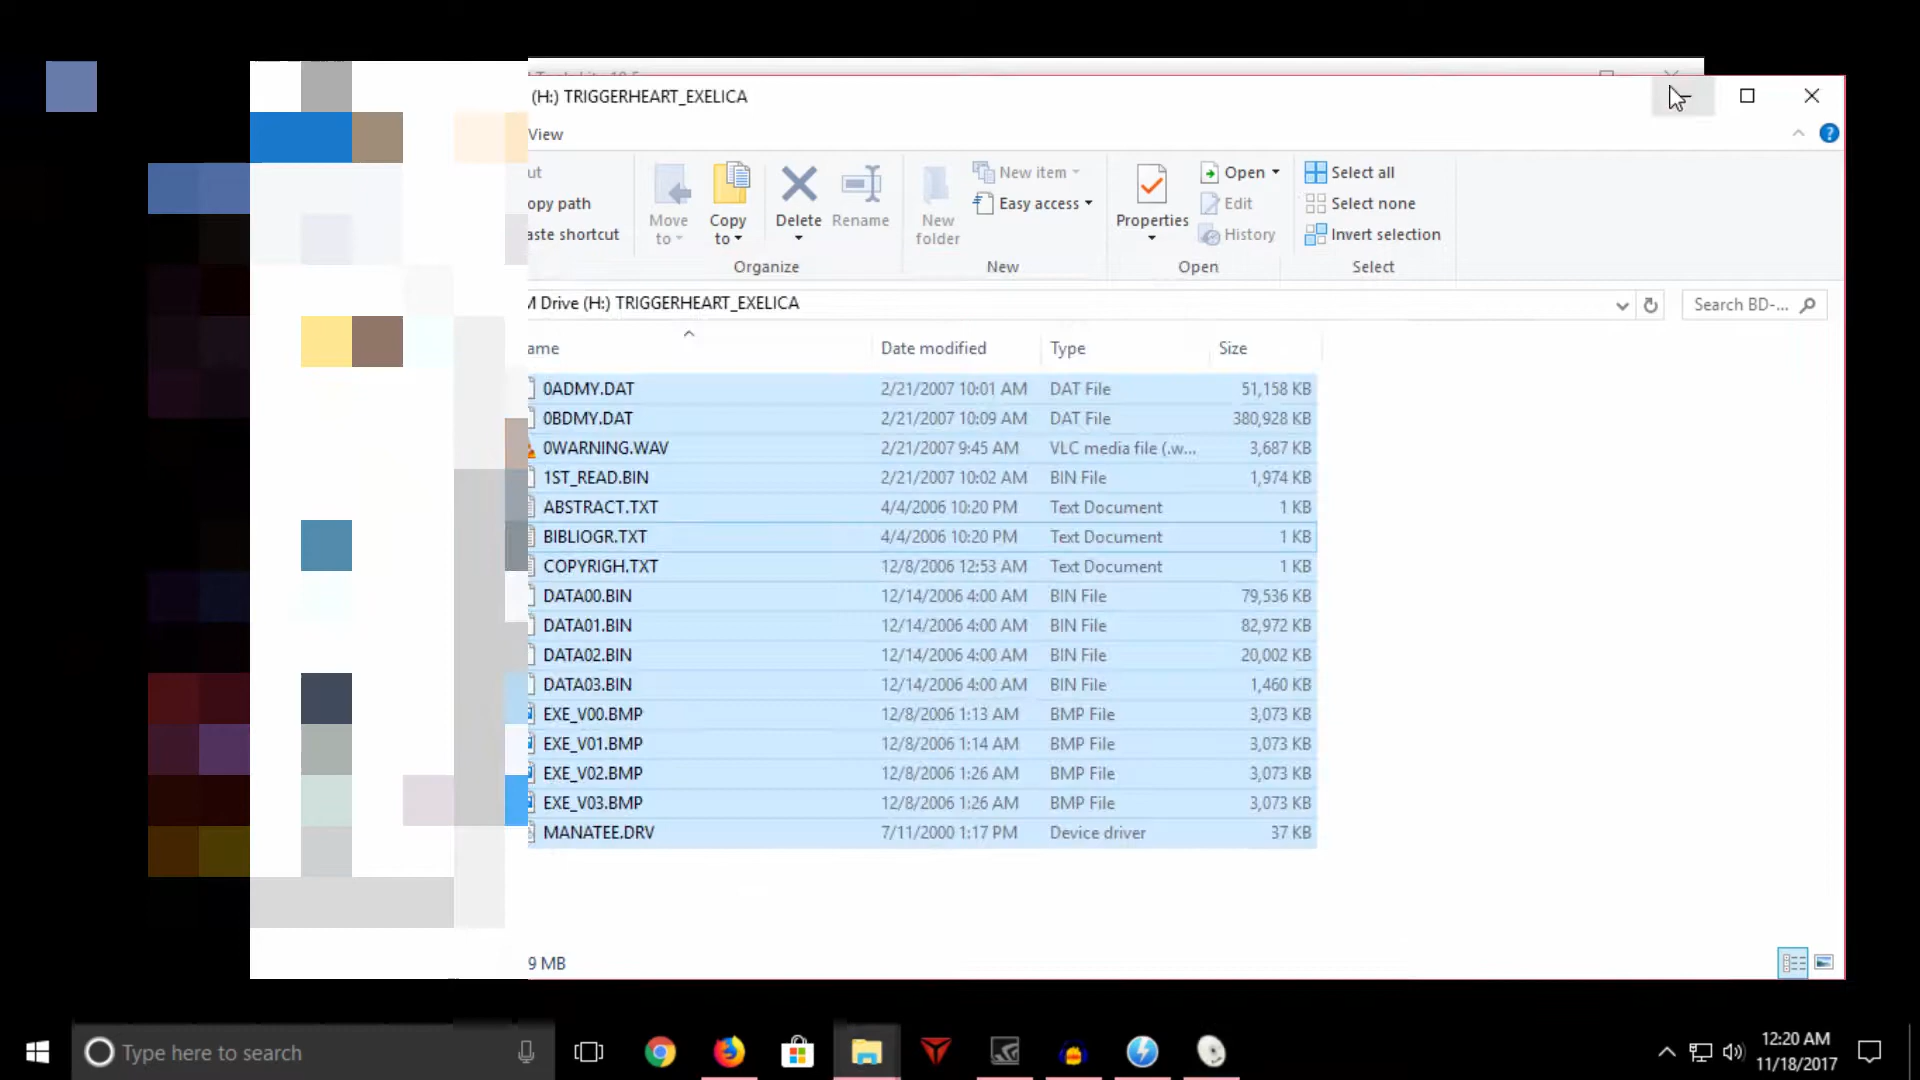 (H:) TRIGGERHEART_EXELICA
View
opy path
aste shortcut
Move to
Copy to
Delete
Rename
Organize
New folder
New item
Easy access
New
Properties
Open
Edit
History
Open
Select all
Select none
Invert selection
Select
M Drive (H:) TRIGGERHEART_EXELICA
Search BD-...
ame Date modified Type Size
0ADMY.DAT 2/21/2007 10:01 AM DAT File 51,158 KB
0BDMY.DAT 2/21/2007 10:09 AM DAT File 380,928 KB
0WARNING.WAV 2/21/2007 9:45 AM VLC media file (.w... 3,687 KB
1ST_READ.BIN 2/21/2007 10:02 AM BIN File 1,974 KB
ABSTRACT.TXT 4/4/2006 10:20 PM Text Document 1 KB
BIBLIOGR.TXT 4/4/2006 10:20 PM Text Document 1 KB
COPYRIGH.TXT 12/8/2006 12:53 AM Text Document 1 KB
DATA00.BIN 12/14/2006 4:00 AM BIN File 79,536 KB
DATA01.BIN 12/14/2006 4:00 AM BIN File 82,972 KB
DATA02.BIN 12/14/2006 4:00 AM BIN File 20,002 KB
DATA03.BIN 12/14/2006 4:00 AM BIN File 1,460 KB
EXE_V00.BMP 12/8/2006 1:13 AM BMP File 3,073 KB
EXE_V01.BMP 12/8/2006 1:14 AM BMP File 3,073 KB
EXE_V02.BMP 12/8/2006 1:26 AM BMP File 3,073 KB
EXE_V03.BMP 12/8/2006 1:26 AM BMP File 3,073 KB
MANATEE.DRV 7/11/2000 1:17 PM Device driver 37 KB
9 MB
Type here to search
12:20 AM
11/18/2017